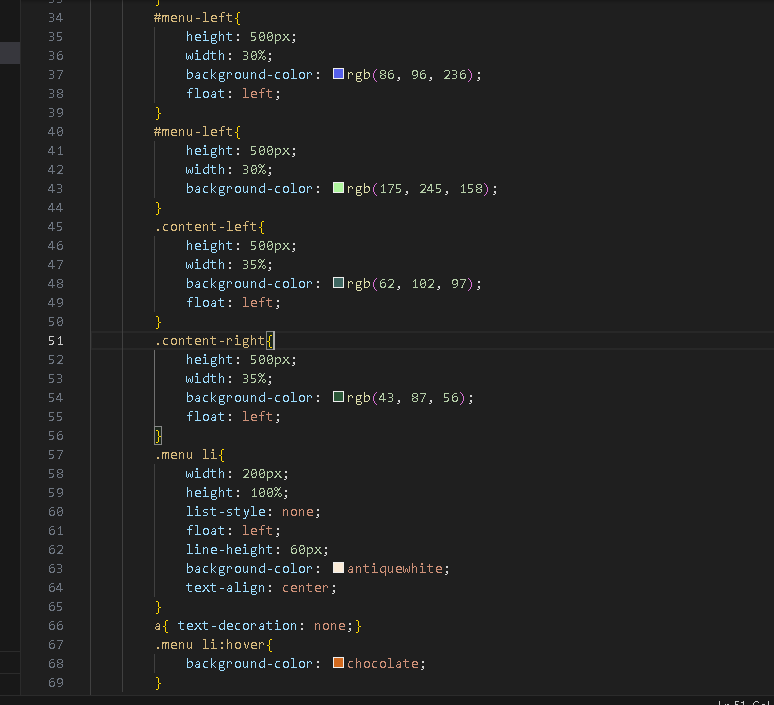 33 }
34 #menu-left{
35 height: 500px;
36 width: 30%;
37 background-color: rgb(86, 96, 236);
38 float: left;
39 }
40 #menu-left{
41 height: 500px;
42 width: 30%;
43 background-color: rgb(175, 245, 158);
44 }
45 .content-left{
46 height: 500px;
47 width: 35%;
48 background-color: rgb(62, 102, 97);
49 float: left;
50 }
51 .content-right{
52 height: 500px;
53 width: 35%;
54 background-color: rgb(43, 87, 56);
55 float: left;
56 }
57 .menu li{
58 width: 200px;
59 height: 100%;
60 list-style: none;
61 float: left;
62 line-height: 60px;
63 background-color: antiquewhite;
64 text-align: center;
65 }
66 a{ text-decoration: none;}
67 .menu li:hover{
68 background-color: chocolate;
69 }